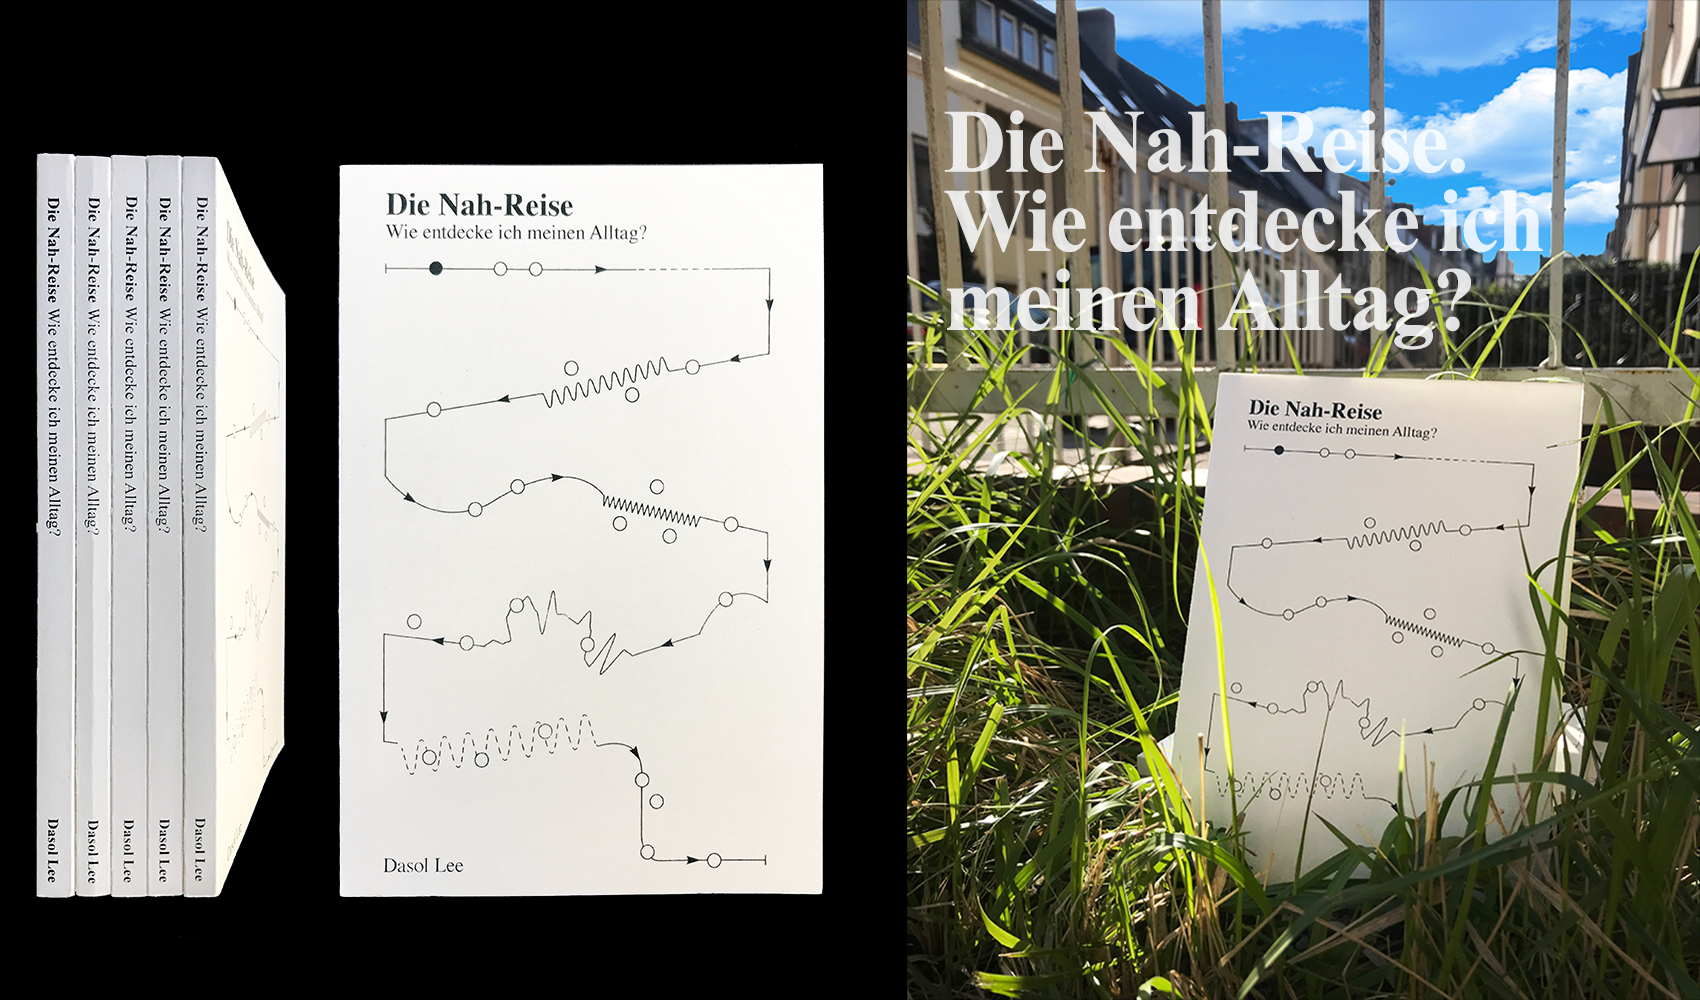 Die Nah-Reise Wie entdecke ich meinen Alltag? Dasol Lee
Die Nah-Reise Wie entdecke ich meinen Alltag? Dasol Lee
Die Nah-Reise Wie entdecke ich meinen Alltag? Dasol Lee
Die Nah-Reise Wie entdecke ich meinen Alltag? Dasol Lee
Die Nah-Reise Wie entdecke ich meinen Alltag? Dasol Lee
Die Nah-Reise
Wie entdecke ich meinen Alltag?
Dasol Lee
Die Nah-Reise.
Wie entdecke ich
meinen Alltag?
Die Nah-Reise
Wie entdecke ich meinen Alltag?